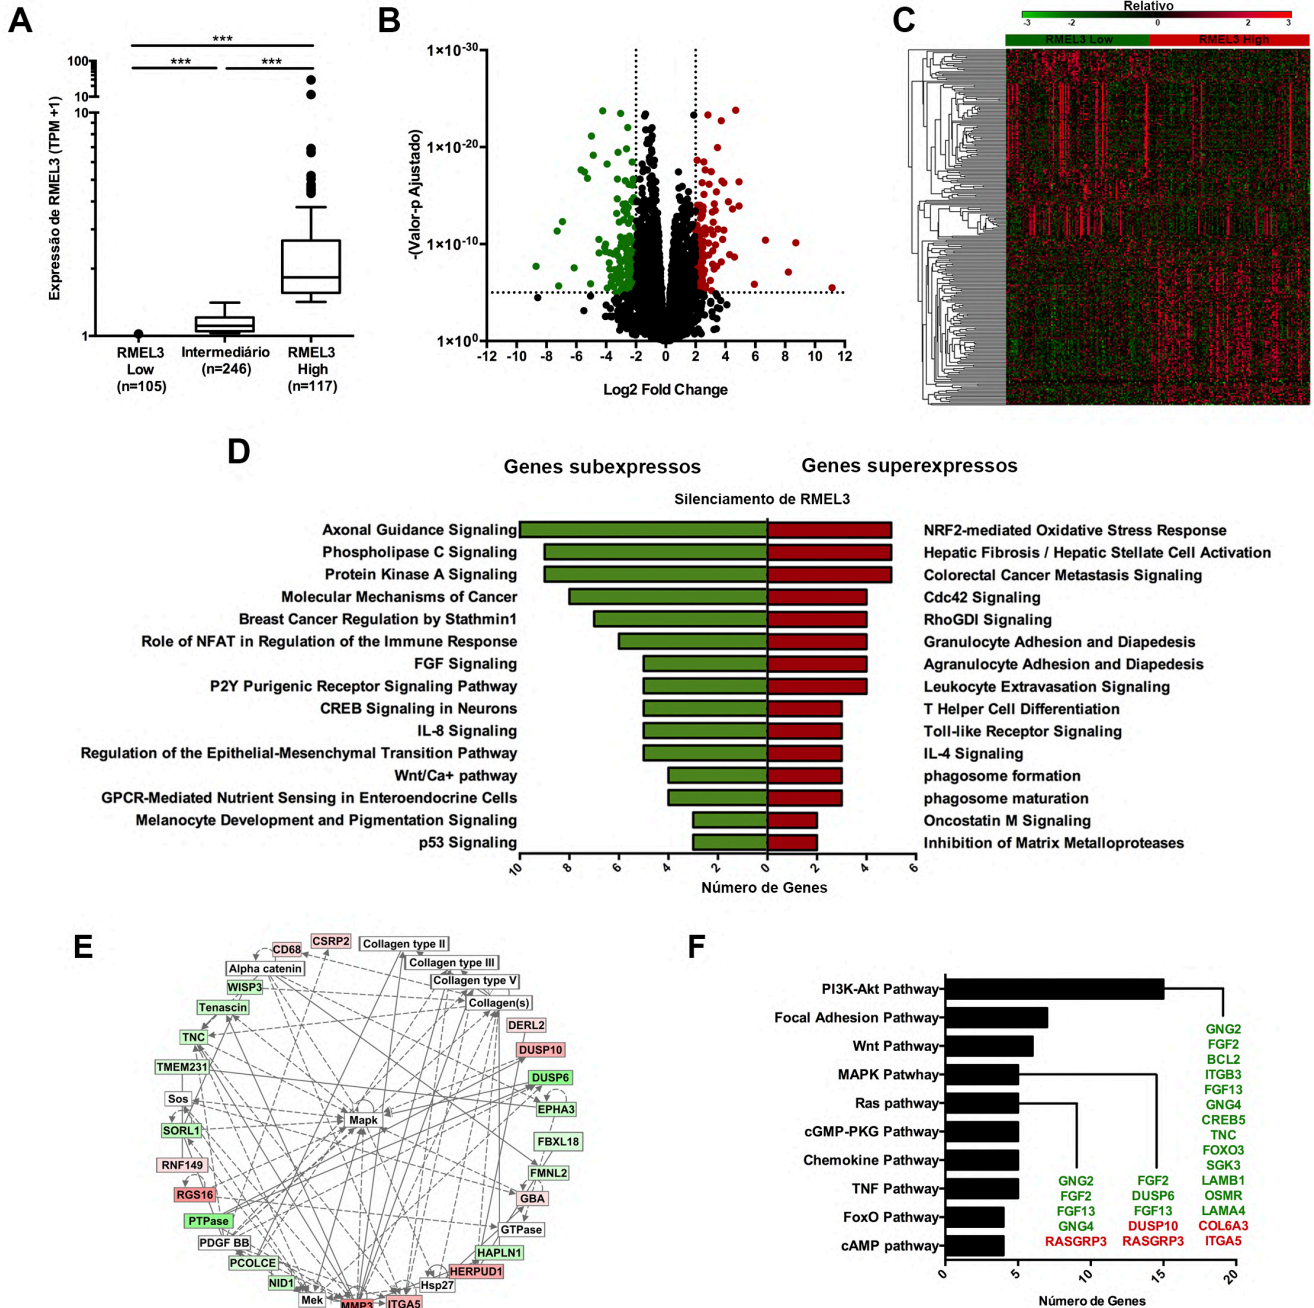 A
***
***
***
100
10
10
1
Expressão de RMEL3 (TPM +1)
RMEL3 Low (n=105)
Intermediário (n=246)
RMEL3 High (n=117)
B
1×10-30
1×10-20
1×10-10
1×100
-(Valor-p Ajustado)
-12 -10 -8 -6 -4 -2 0 2 4 6 8 10 12
Log2 Fold Change
C
Relativo
-3 -2 0 2 3
RMEL3 Low
RMEL3 High
D
Genes subexpressos
Genes superexpressos
Silenciamento de RMEL3
Axonal Guidance Signaling
NRF2-mediated Oxidative Stress Response
Phospholipase C Signaling
Hepatic Fibrosis / Hepatic Stellate Cell Activation
Protein Kinase A Signaling
Colorectal Cancer Metastasis Signaling
Molecular Mechanisms of Cancer
Cdc42 Signaling
Breast Cancer Regulation by Stathmin1
RhoGDI Signaling
Role of NFAT in Regulation of the Immune Response
Granulocyte Adhesion and Diapedesis
FGF Signaling
Agranulocyte Adhesion and Diapedesis
P2Y Purigenic Receptor Signaling Pathway
Leukocyte Extravasation Signaling
CREB Signaling in Neurons
T Helper Cell Differentiation
IL-8 Signaling
Toll-like Receptor Signaling
Regulation of the Epithelial-Mesenchymal Transition Pathway
IL-4 Signaling
Wnt/Ca+ pathway
phagosome formation
GPCR-Mediated Nutrient Sensing in Enteroendocrine Cells
phagosome maturation
Melanocyte Development and Pigmentation Signaling
Oncostatin M Signaling
p53 Signaling
Inhibition of Matrix Metalloproteases
10 8 6 4 2 0 2 4 6
Número de Genes
E
CD68
CSRP2
Collagen type II
Alpha catenin
Collagen type III
WISP3
Collagen type V
Tenascin
Collagen(s)
TNC
DERL2
DUSP10
TMEM231
DUSP6
Sos
EPHA3
Mapk
SORL1
FBXL18
RNF149
FMNL2
RGS16
GBA
PTPase
GTPase
PDGF BB
HAPLN1
PCOLCE
HERPUD1
NID1
Hsp27
Mek
MMP3
ITGA5
F
PI3K-Akt Pathway
Focal Adhesion Pathway
Wnt Pathway
MAPK Patwhay
Ras pathway
cGMP-PKG Pathway
Chemokine Pathway
TNF Pathway
FoxO Pathway
cAMP pathway
GNG2
FGF2
FGF13
GNG4
RASGRP3
FGF2
DUSP6
FGF13
DUSP10
RASGRP3
GNG2
FGF2
BCL2
ITGB3
FGF13
GNG4
CREB5
TNC
FOXO3
SGK3
LAMB1
OSMR
LAMA4
COL6A3
ITGA5
0 5 10 15 20
Número de Genes